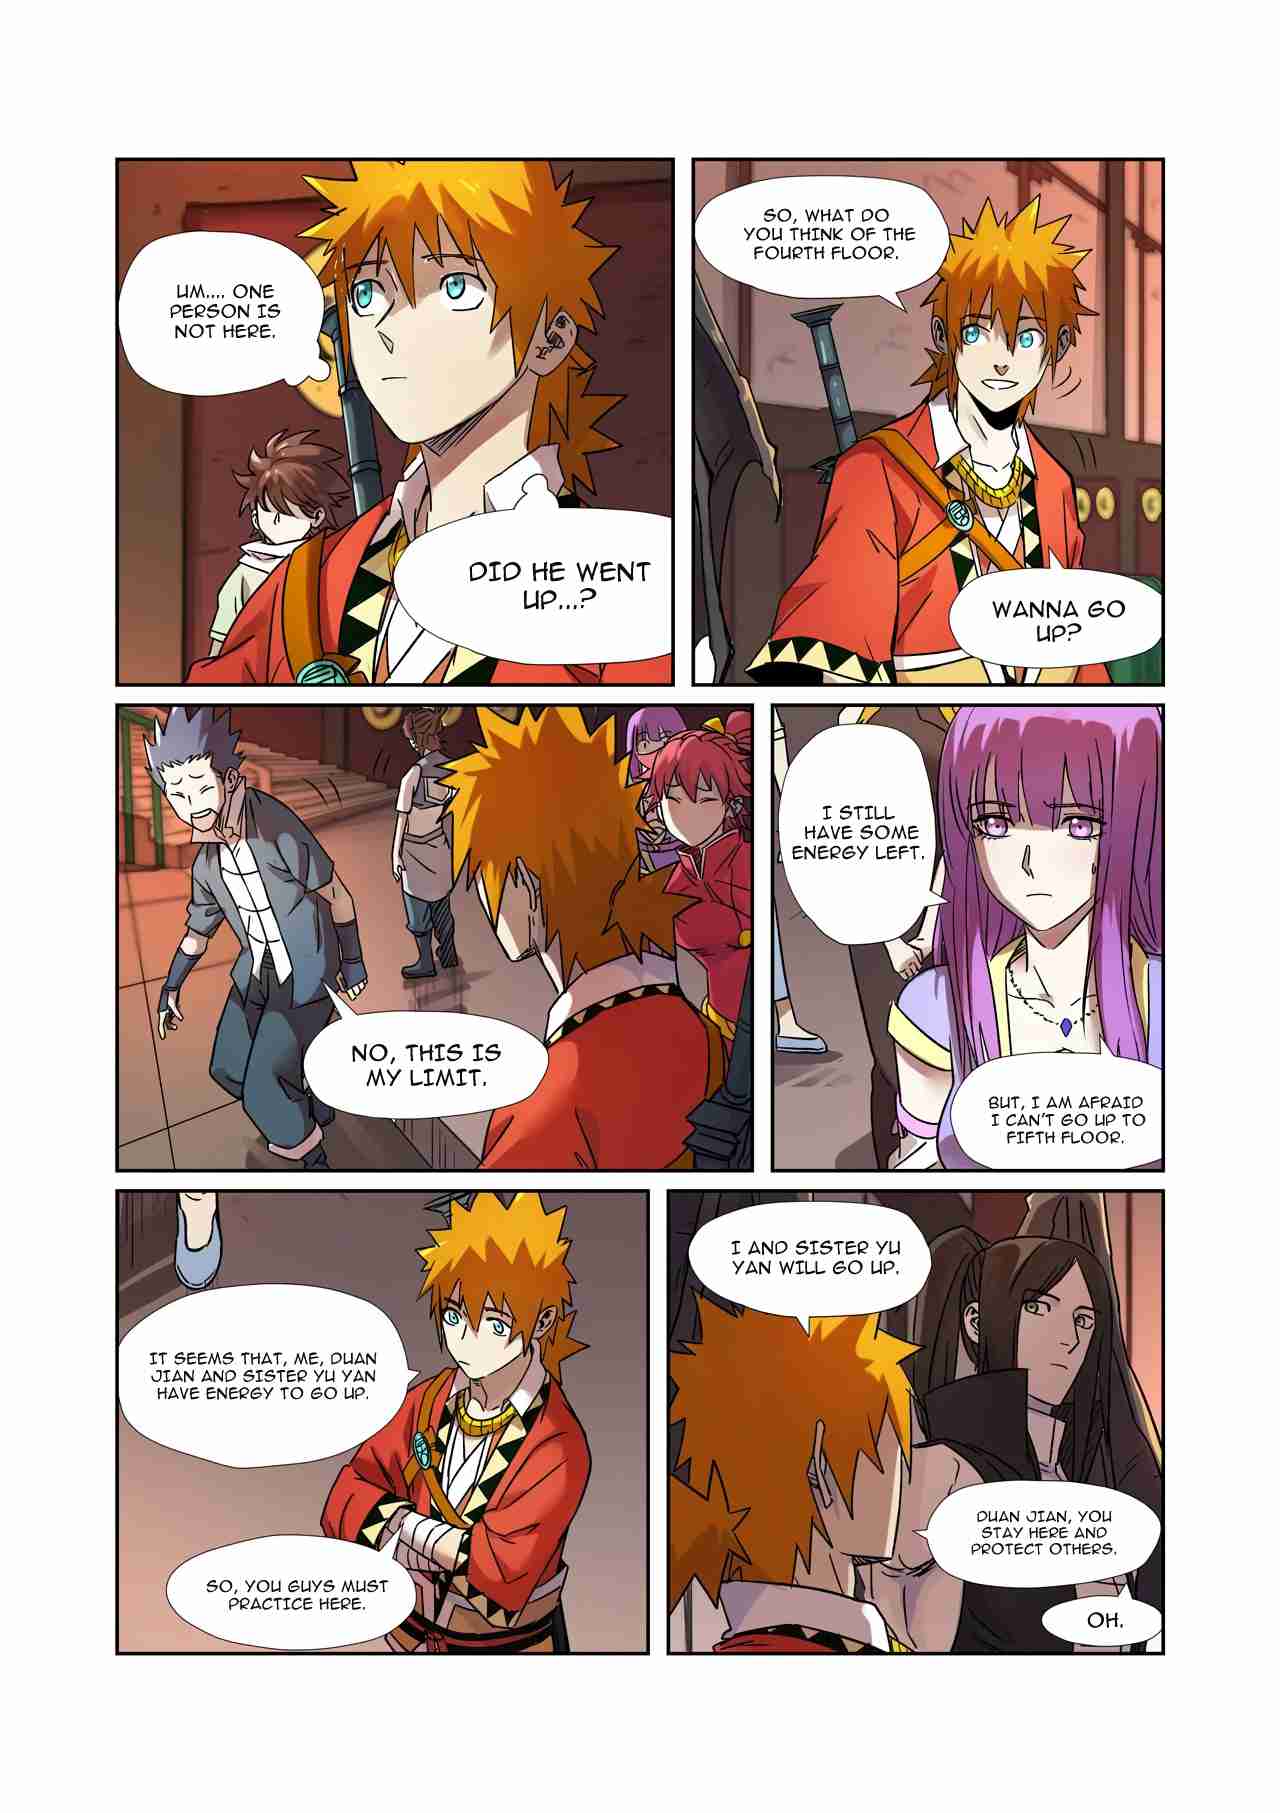 UM.... ONE
PERSON IS
NOT HERE.
DID HE WENT
UP...?
SO, WHAT DO
YOU THINK OF THE
FOURTH FLOOR.
WANNA GO
UP?
NO, THIS IS
MY LIMIT.
I STILL
HAVE SOME
ENERGY LEFT.
BUT, I AM AFRAID
I CAN'T GO UP TO
FIFTH FLOOR.
IT SEEMS THAT, ME, DUAN
JIAN AND SISTER YU YAN
HAVE ENERGY TO GO UP.
SO, YOU GUYS MUST
PRACTICE HERE.
I AND SISTER YU
YAN WILL GO UP.
DUAN JIAN, YOU
STAY HERE AND
PROTECT OTHERS.
OH.